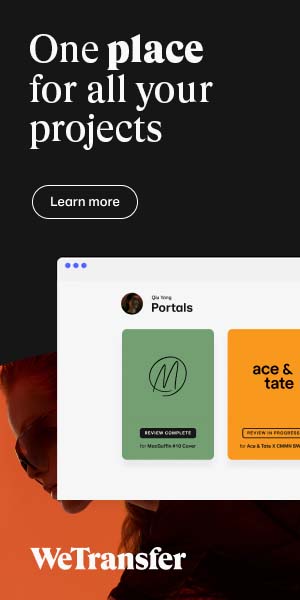 One place
for all your
projects
Learn more
Qiu Yang
Portals
M
ace &
tate
REVIEW COMPLETE
REVIEW IN PROGRESS
for MacGuffin #10 Cover
for Ace & Tate X CMMN SW
WeTransfer